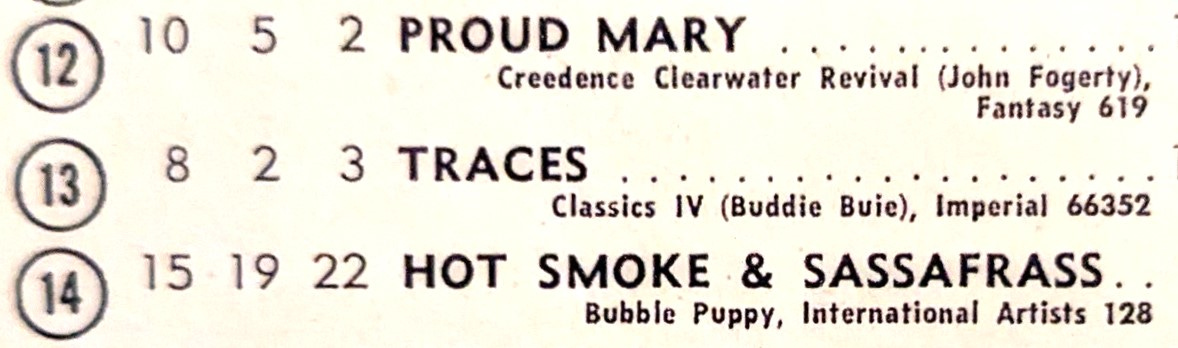 12 10 5 2 PROUD MARY . . . . . . . . . . . . . .
Creedence Clearwater Revival (John Fogerty),
Fantasy 619
13 8 2 3 TRACES . . . . . . . . . . . . . . . . . . .
Classics IV (Buddie Buie), Imperial 66352
14 15 19 22 HOT SMOKE & SASSAFRASS . .
Bubble Puppy, International Artists 128